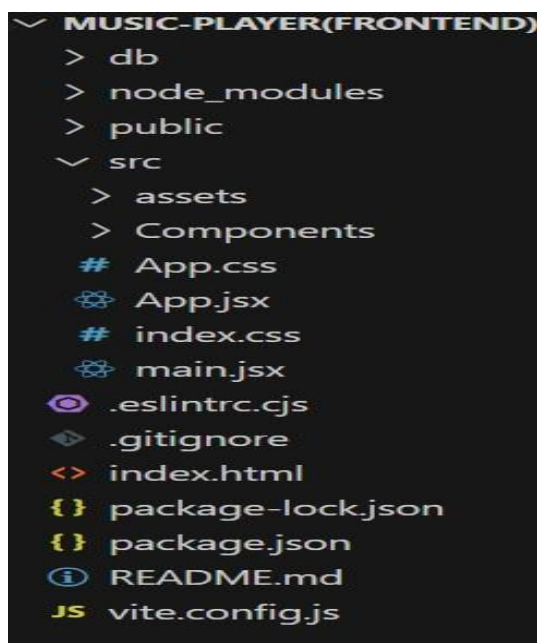 MUSIC-PLAYER(FRONTEND)
> db
> node_modules
> public
src
> assets
> Components
# App.css
App.jsx
# index.css
main.jsx
.eslintrc.cjs
.gitignore
<> index.html
{} package-lock.json
{} package.json
README.md
JS vite.config.js